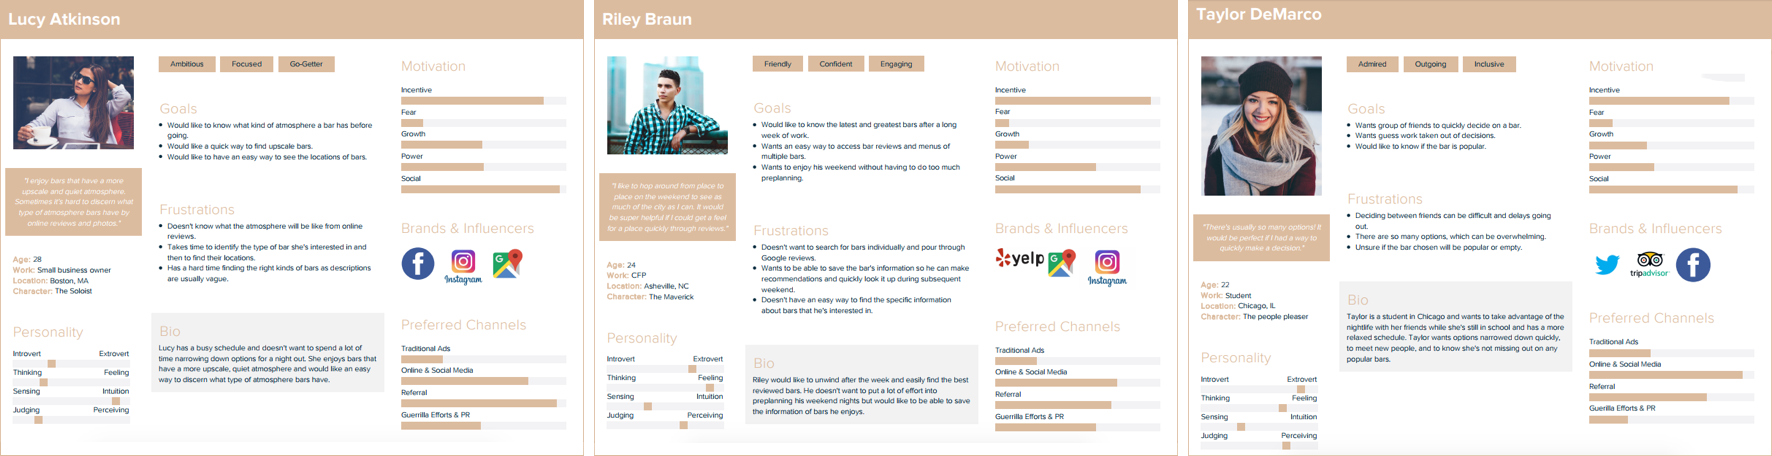 Lucy Atkinson
Ambitious
Focused
Go-Getter
Goals
Would like to know what kind of atmosphere a bar has before
going.
Would like a quick way to find upscale bars.
Would like to have an easy way to see the locations of bars.
"I enjoy bars that have a more
upscale and quiet atmosphere.
Sometimes it's hard to discern what
type of atmosphere bars have by
online reviews and photos."
Frustrations
Doesn't know what the atmosphere will be like from online
reviews.
Takes time to identify the type of bar she's interested in and
then to find their locations.
Has a hard time finding the right kinds of bars as descriptions
are usually vague.
Age: 28
Work: Small business owner
Location: Boston, MA
Character: The Soloist
Personality
Introvert Extrovert
Thinking Feeling
Sensing Intuition
Judging Perceiving
Bio
Lucy has a busy schedule and doesn't want to spend a lot of
time narrowing down options for a night out. She enjoys bars that
have a more upscale, quiet atmosphere and would like an easy
way to discern what type of atmosphere bars have.
Motivation
Incentive
Fear
Growth
Power
Social
Brands & Influencers
Instagram
Preferred Channels
Traditional Ads
Online & Social Media
Referral
Guerrilla Efforts & PR
Riley Braun
Friendly
Confident
Engaging
Goals
Would like to know the latest and greatest bars after a long
week of work.
Wants an easy way to access bar reviews and menus of
multiple bars.
Wants to enjoy his weekend without having to do too much
preplanning.
"I like to hop around from place to
place on the weekend to see as
much of the city as I can. It would
be super helpful if I could get a feel
for a place quickly through reviews."
Frustrations
Doesn't want to search for bars individually and pour through
Google reviews.
Wants to be able to save the bar's information so he can make
recommendations and quickly look it up during subsequent
weekend.
Doesn't have an easy way to find the specific information
about bars that he's interested in.
Age: 24
Work: CFP
Location: Asheville, NC
Character: The Maverick
Personality
Introvert Extrovert
Thinking Feeling
Sensing Intuition
Judging Perceiving
Bio
Riley would like to unwind after the week and easily find the best
reviewed bars. He doesn't want to put a lot of effort into
preplanning his weekend nights but would like to be able to save
the information of bars he enjoys.
Motivation
Incentive
Fear
Growth
Power
Social
Brands & Influencers
yelp
Instagram
Preferred Channels
Traditional Ads
Online & Social Media
Referral
Guerrilla Efforts & PR
Taylor DeMarco
Admired
Outgoing
Inclusive
Goals
Wants group of friends to quickly decide on a bar.
Wants guess work taken out of decisions.
Would like to know if the bar is popular.
"There's usually so many options! It
would be perfect if I had a way to
quickly make a decision."
Frustrations
Deciding between friends can be difficult and delays going
out.
There are so many options, which can be overwhelming.
Unsure if the bar chosen will be popular or empty.
Age: 22
Work: Student
Location: Chicago, IL
Character: The people pleaser
Personality
Introvert Extrovert
Thinking Feeling
Sensing Intuition
Judging Perceiving
Bio
Taylor is a student in Chicago and wants to take advantage of the
nightlife with her friends while she's still in school and has a more
relaxed schedule. Taylor wants options narrowed down quickly,
to meet new people, and to know she's not missing out on any
popular bars.
Motivation
Incentive
Fear
Growth
Power
Social
Brands & Influencers
tripadvisor
Preferred Channels
Traditional Ads
Online & Social Media
Referral
Guerilla Efforts & PR